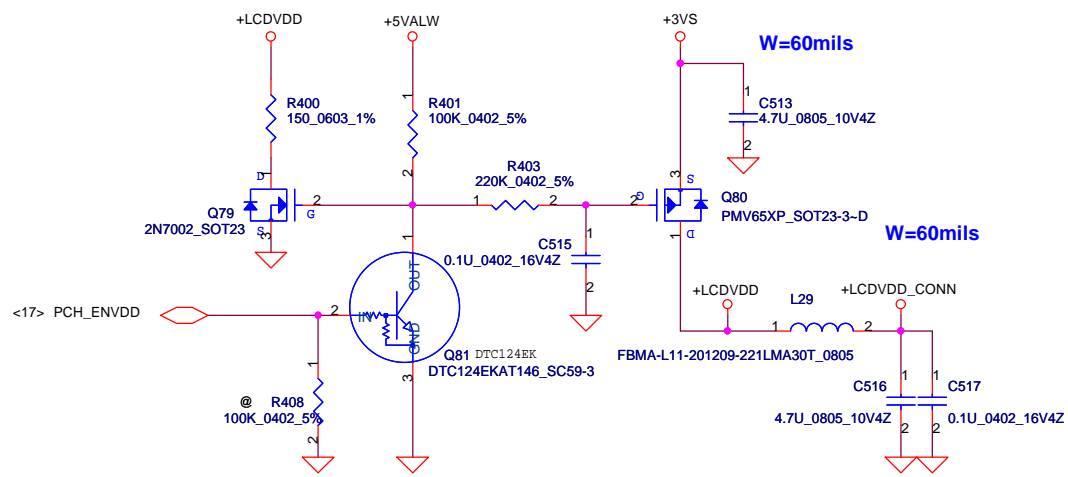 +LCDVDD
+5VALW
+3VS
W=60mils
R400
150_0603_1%
1
R401
100K_0402_5%
2
1
C513
4.7U_0805_10V4Z
2
R403
220K_0402_5%
1
2
D
1
2
G
S
3
Q79
2N7002_SOT23
3
S
2
G
D
1
Q80
PMV65XP_SOT23-3~D
W=60mils
1
C515
0.1U_0402_16V4Z
2
1
OUT
<17> PCH_ENVDD
2
IN
GND
3
Q81 DTC124EK
DTC124EKAT146_SC59-3
+LCDVDD
L29
1
2
+LCDVDD_CONN
FBMA-L11-201209-221LMA30T_0805
1
@ R408
100K_0402_5%
2
1
C516
4.7U_0805_10V4Z
2
1
C517
0.1U_0402_16V4Z
2